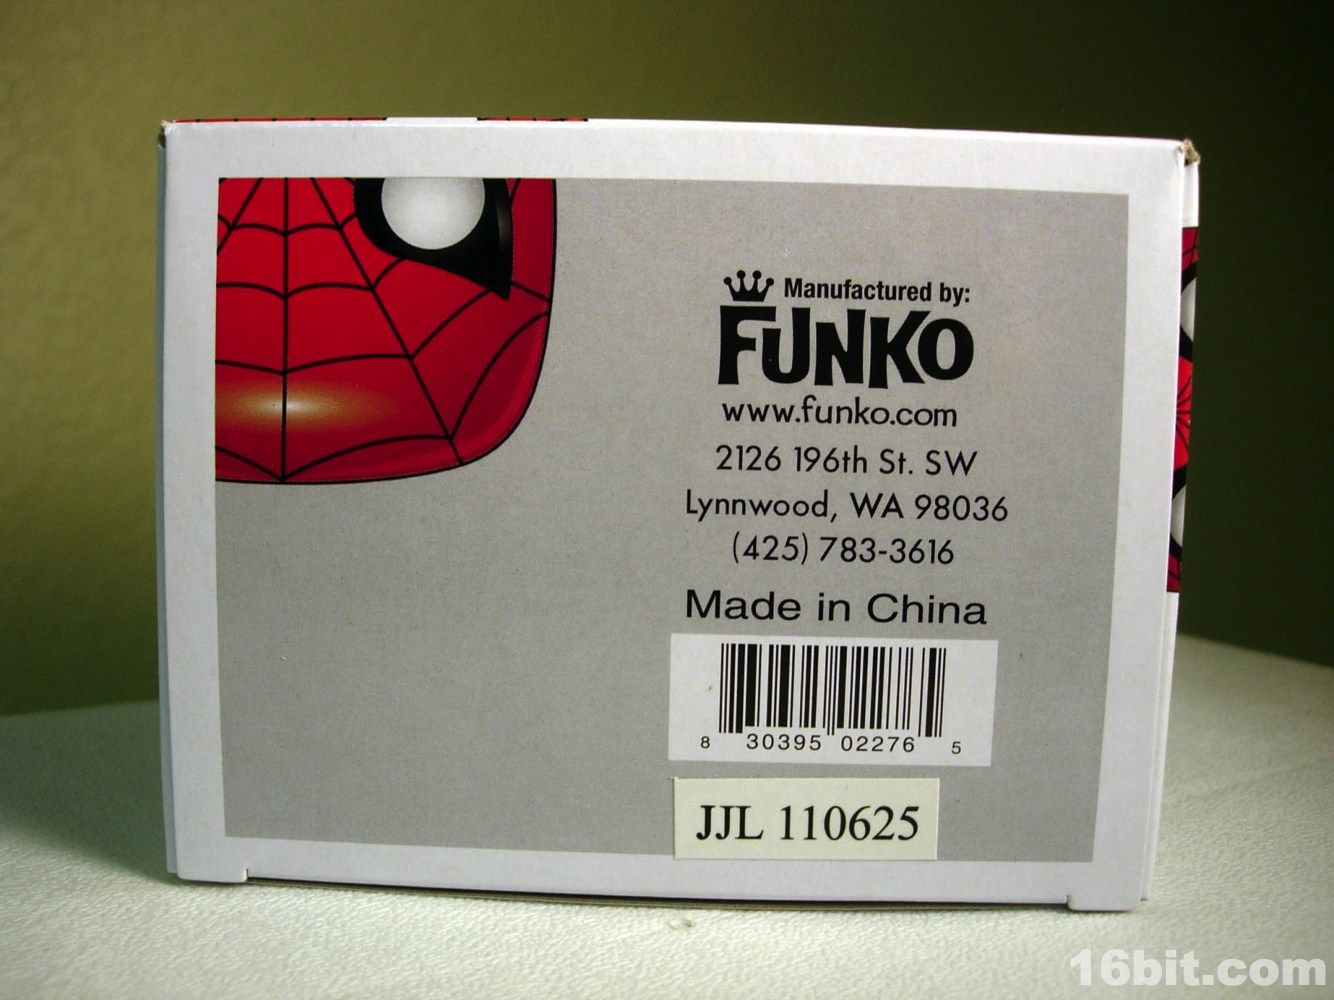 Manufactured by:
FUNKO
www.funko.com
2126 196th St. SW
Lynnwood, WA 98036
(425) 783-3616
Made in China
8 30395 02276 5
JJL 110625
16bit.com